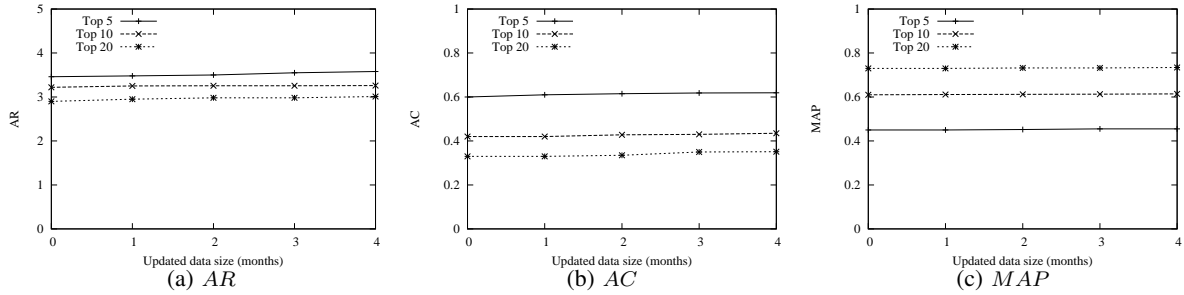 5
4
3
2
1
0
AR
Top 5
Top 10
Top 20
0 1 2 3 4
Updated data size (months)
(a) AR
1
0.8
0.6
0.4
0.2
0
AC
Top 5
Top 10
Top 20
0 1 2 3 4
Updated data size (months)
(b) AC
1
0.8
0.6
0.4
0.2
0
MAP
Top 5
Top 10
Top 20
0 1 2 3 4
Updated data size (months)
(c) MAP